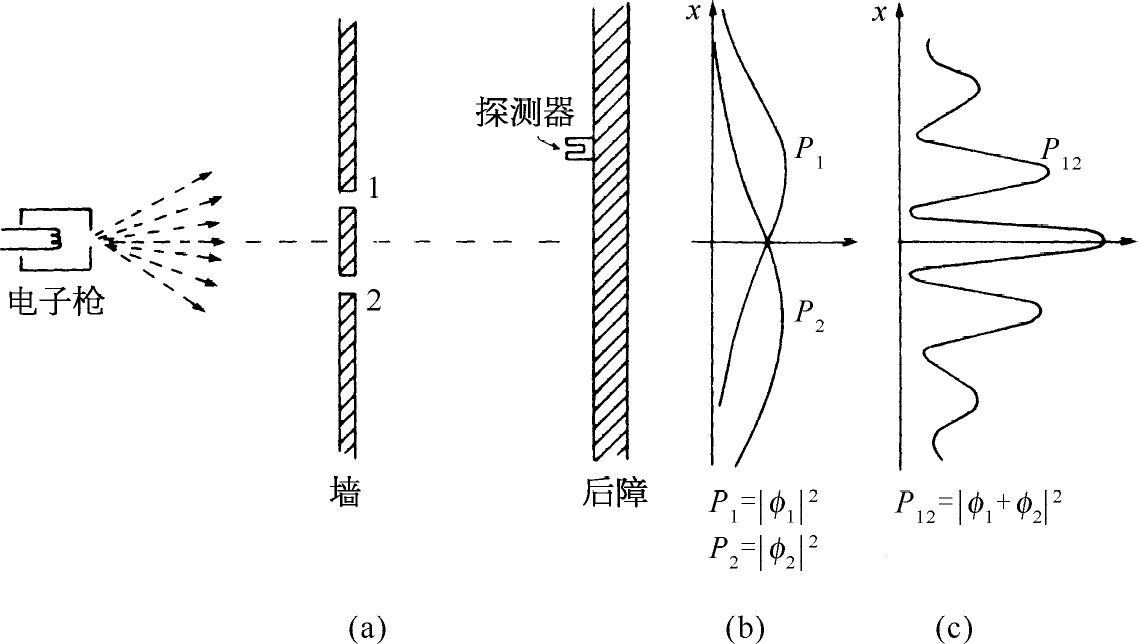 x
x
探测器
P₁
P₁₂
1
电子枪
2
P₂
墙
后障
P₁=|ϕ₁|²
P₁₂=|ϕ₁+ϕ₂|²
P₂=|ϕ₂|²
(a)
(b)
(c)